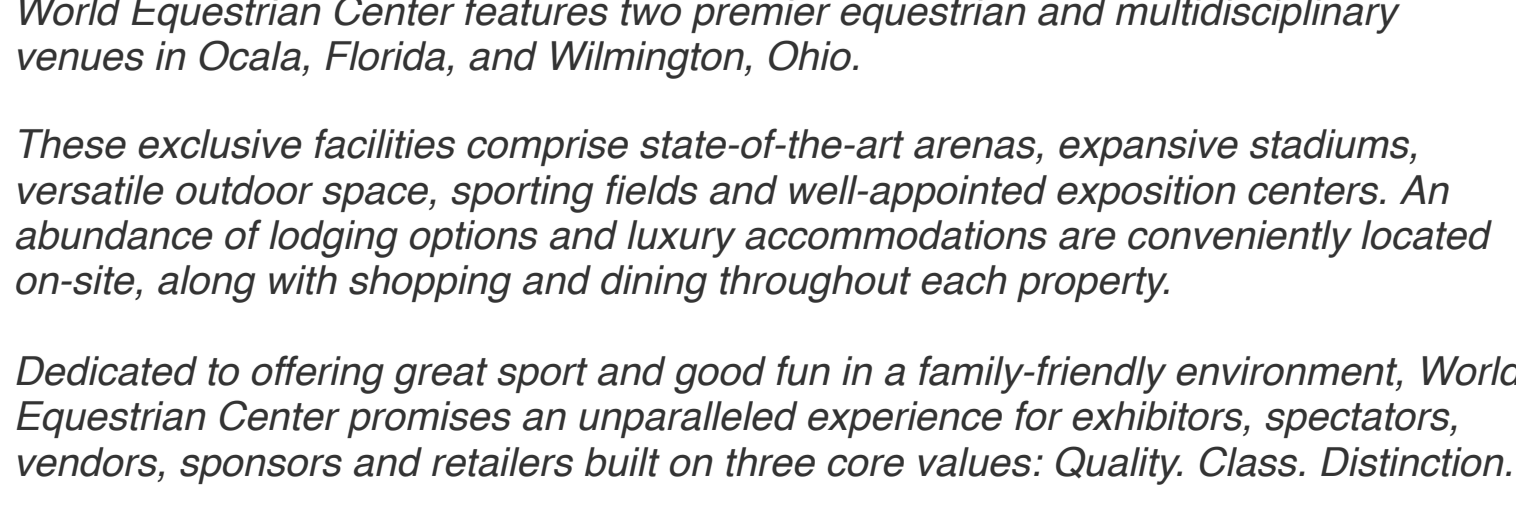 World Equestrian Center features two premier equestrian and multidisciplinary
venues in Ocala, Florida, and Wilmington, Ohio.
These exclusive facilities comprise state-of-the-art arenas, expansive stadiums,
versatile outdoor space, sporting fields and well-appointed exposition centers. An
abundance of lodging options and luxury accommodations are conveniently located
on-site, along with shopping and dining throughout each property.
Dedicated to offering great sport and good fun in a family-friendly environment, World
Equestrian Center promises an unparalleled experience for exhibitors, spectators,
vendors, sponsors and retailers built on three core values: Quality. Class. Distinction.